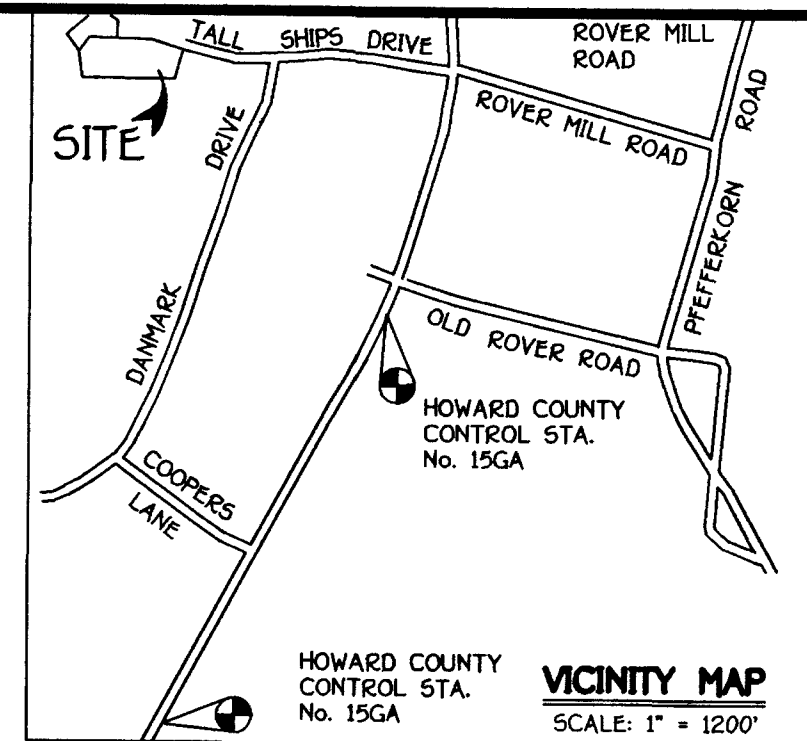 TALL SHIPS DRIVE
ROVER MILL
ROAD
SITE
DRIVE
ROVER MILL ROAD
ROAD
PFEFFERKORN
DANMARK
OLD ROVER ROAD
HOWARD COUNTY
CONTROL STA.
No. 15GA
COOPERS
LANE
HOWARD COUNTY
CONTROL STA.
No. 15GA
VICINITY MAP
SCALE: 1" = 1200'